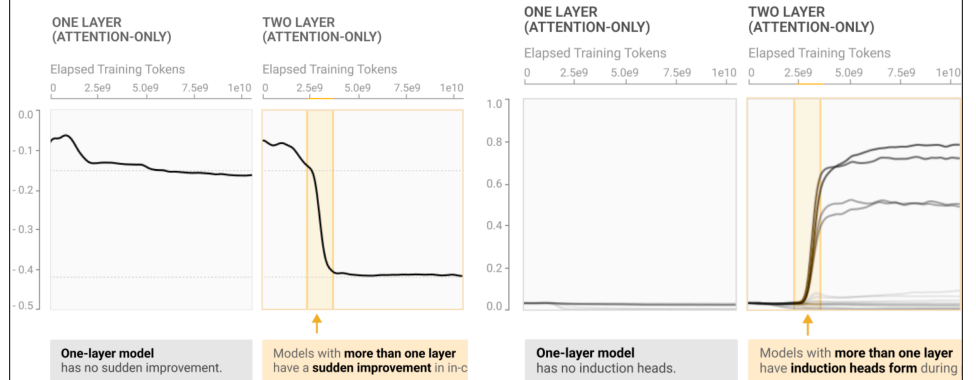 ONE LAYER
(ATTENTION-ONLY)
Elapsed Training Tokens
0 2.5e9 5.0e9 7.5e9 1e10
0.0
- 0.1
- 0.2
- 0.3
- 0.4
- 0.5
One-layer model
has no sudden improvement.
TWO LAYER
(ATTENTION-ONLY)
Elapsed Training Tokens
0 2.5e9 5.0e9 7.5e9 1e10
Models with more than one layer
have a sudden improvement in in-c
ONE LAYER
(ATTENTION-ONLY)
Elapsed Training Tokens
0 2.5e9 5.0e9 7.5e9 1e10
1.0
0.8
0.6
0.4
0.2
0.0
One-layer model
has no induction heads.
TWO LAYER
(ATTENTION-ONLY)
Elapsed Training Tokens
0 2.5e9 5.0e9 7.5e9 1e10
Models with more than one layer
have induction heads form during